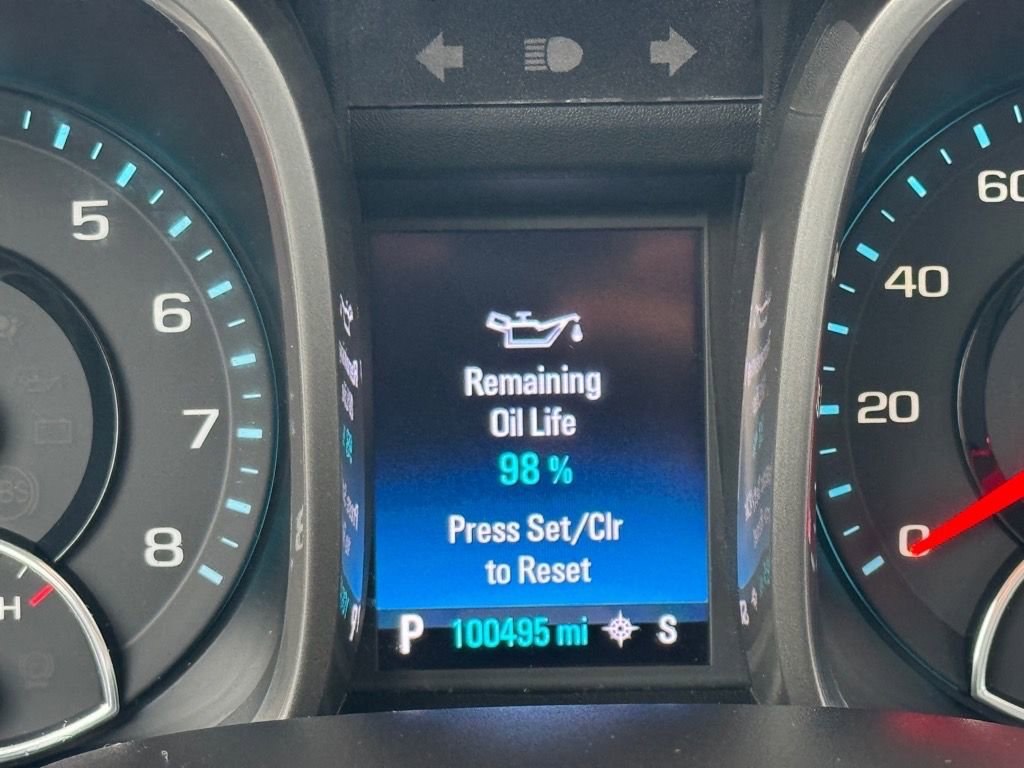 5
6
7
8
H
Remaining
Oil Life
98 %
Press Set/Clr
to Reset
P 100495 mi S
60
40
20
0